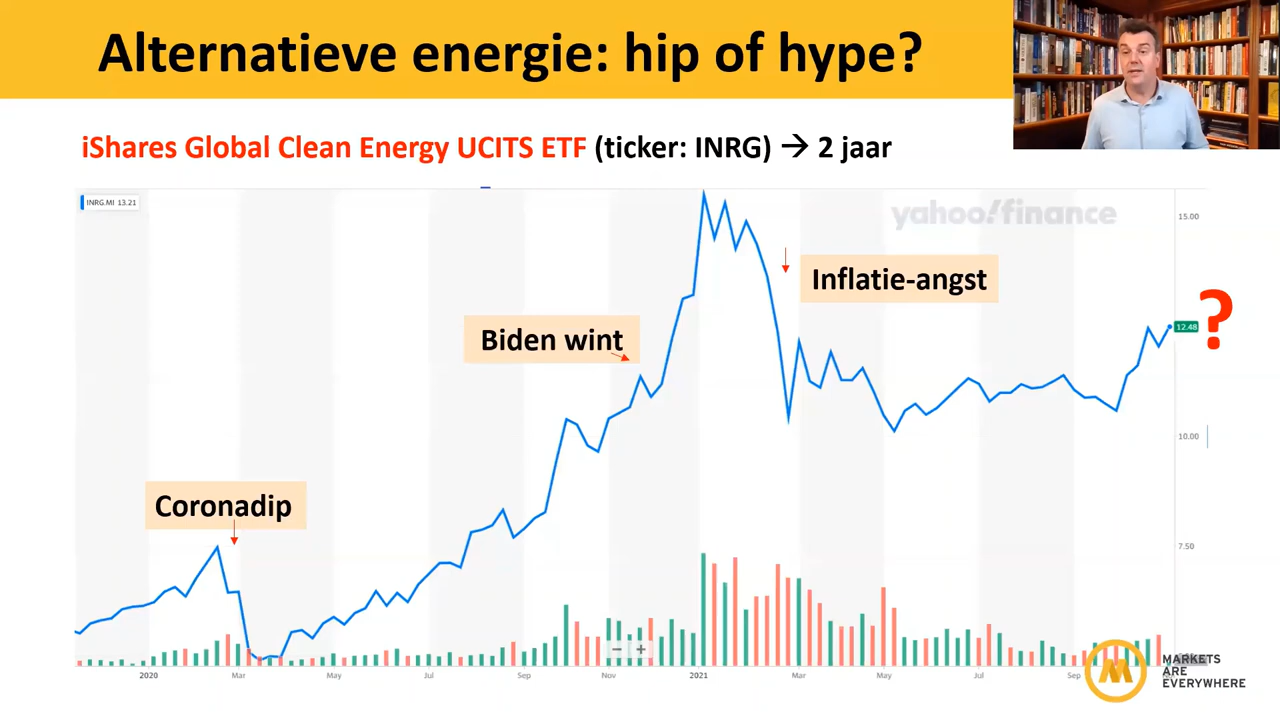 Alternatieve energie: hip of hype?
iShares Global Clean Energy UCITS ETF (ticker: INRG) → 2 jaar
INRG.MI 13.21
yahoo!finance
15.00
Inflatie-angst
?
12.48
Biden wint
10.00
Coronadip
7.50
− +
2020 Mar May Jul Sep Nov 2021 Mar May Jul Sep
M MARKETS
ARE
EVERYWHERE